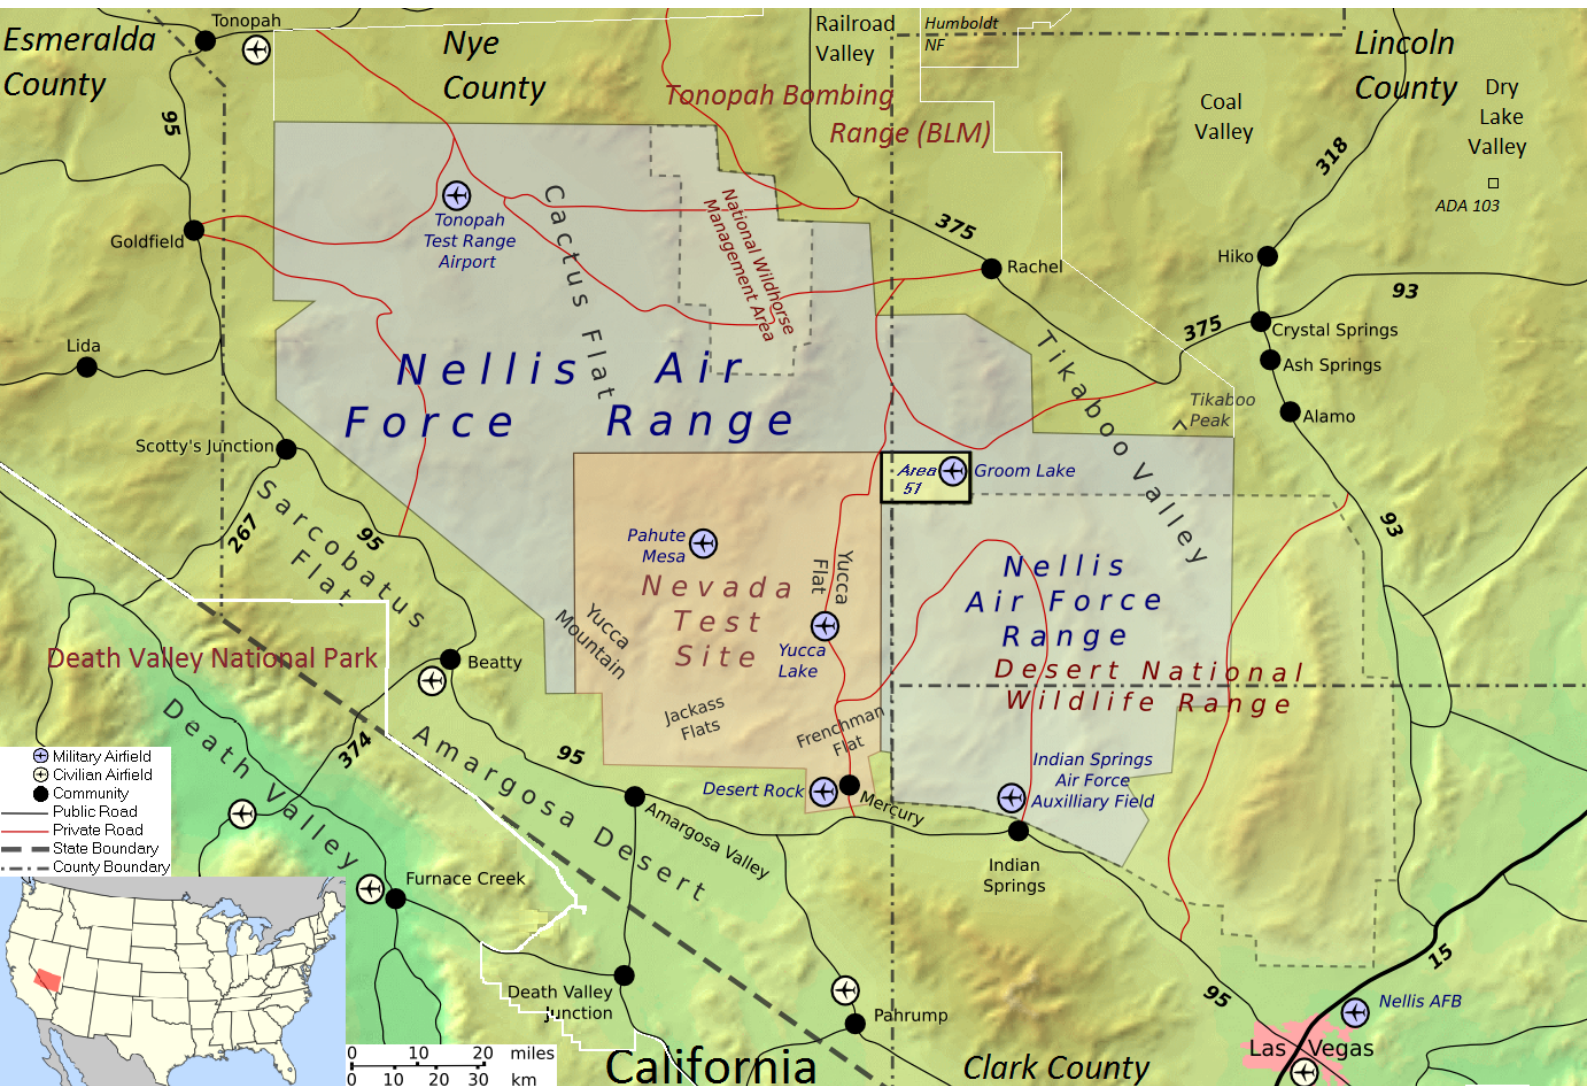 Tonopah
Esmeralda
County
95
Nye
County
Railroad
Valley
Humboldt
NF
Tonopah Bombing
Range (BLM)
Coal
Valley
Lincoln
County
Dry
Lake
Valley
318
ADA 103
Tonopah
Test Range
Airport
Cactus Flat
National Wildhorse
Management Area
375
Rachel
Hiko
93
Goldfield
375
Crystal Springs
Ash Springs
Alamo
Lida
Nellis Air
Force Range
Tikaboo Valley
Tikaboo
Peak
Scotty's Junction
Area
51
Groom Lake
267
95
Sarcobatus
Flat
Pahute
Mesa
Nevada
Test
Site
Yucca
Flat
Yucca
Lake
Yucca
Mountain
Nellis
Air Force
Range
Desert National
Wildlife Range
93
Death Valley National Park
Beatty
Jackass
Flats
Frenchman
Flat
Death Valley
374
Amargosa Desert
95
Desert Rock
Mercury
Indian Springs
Air Force
Auxilliary Field
Amargosa Valley
Indian
Springs
Military Airfield
Civilian Airfield
Community
Public Road
Private Road
State Boundary
County Boundary
Furnace Creek
Death Valley
Junction
Pahrump
95
15
Nellis AFB
Las Vegas
California
Clark County
0 10 20 miles
0 10 20 30 km